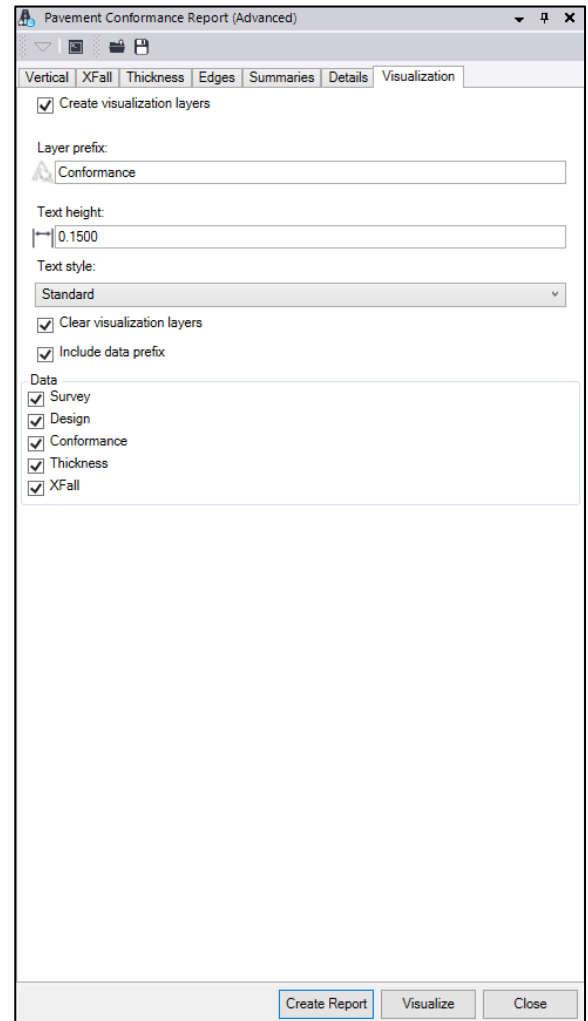 Pavement Conformance Report (Advanced)
Vertical XFall Thickness Edges Summaries Details Visualization
Create visualization layers
Layer prefix:
Conformance
Text height:
0.1500
Text style:
Standard
Clear visualization layers
Include data prefix
Data
Survey
Design
Conformance
Thickness
XFall
Create Report Visualize Close